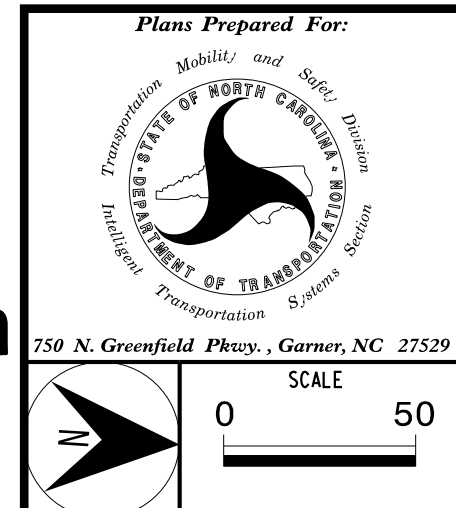 Plans Prepared For:
Transportation Mobility and Safety Division
STATE OF NORTH CAROLINA
DEPARTMENT OF TRANSPORTATION
Intelligent Transportation Systems Section
750 N. Greenfield Pkwy. , Garner, NC 27529
N
SCALE
0 50